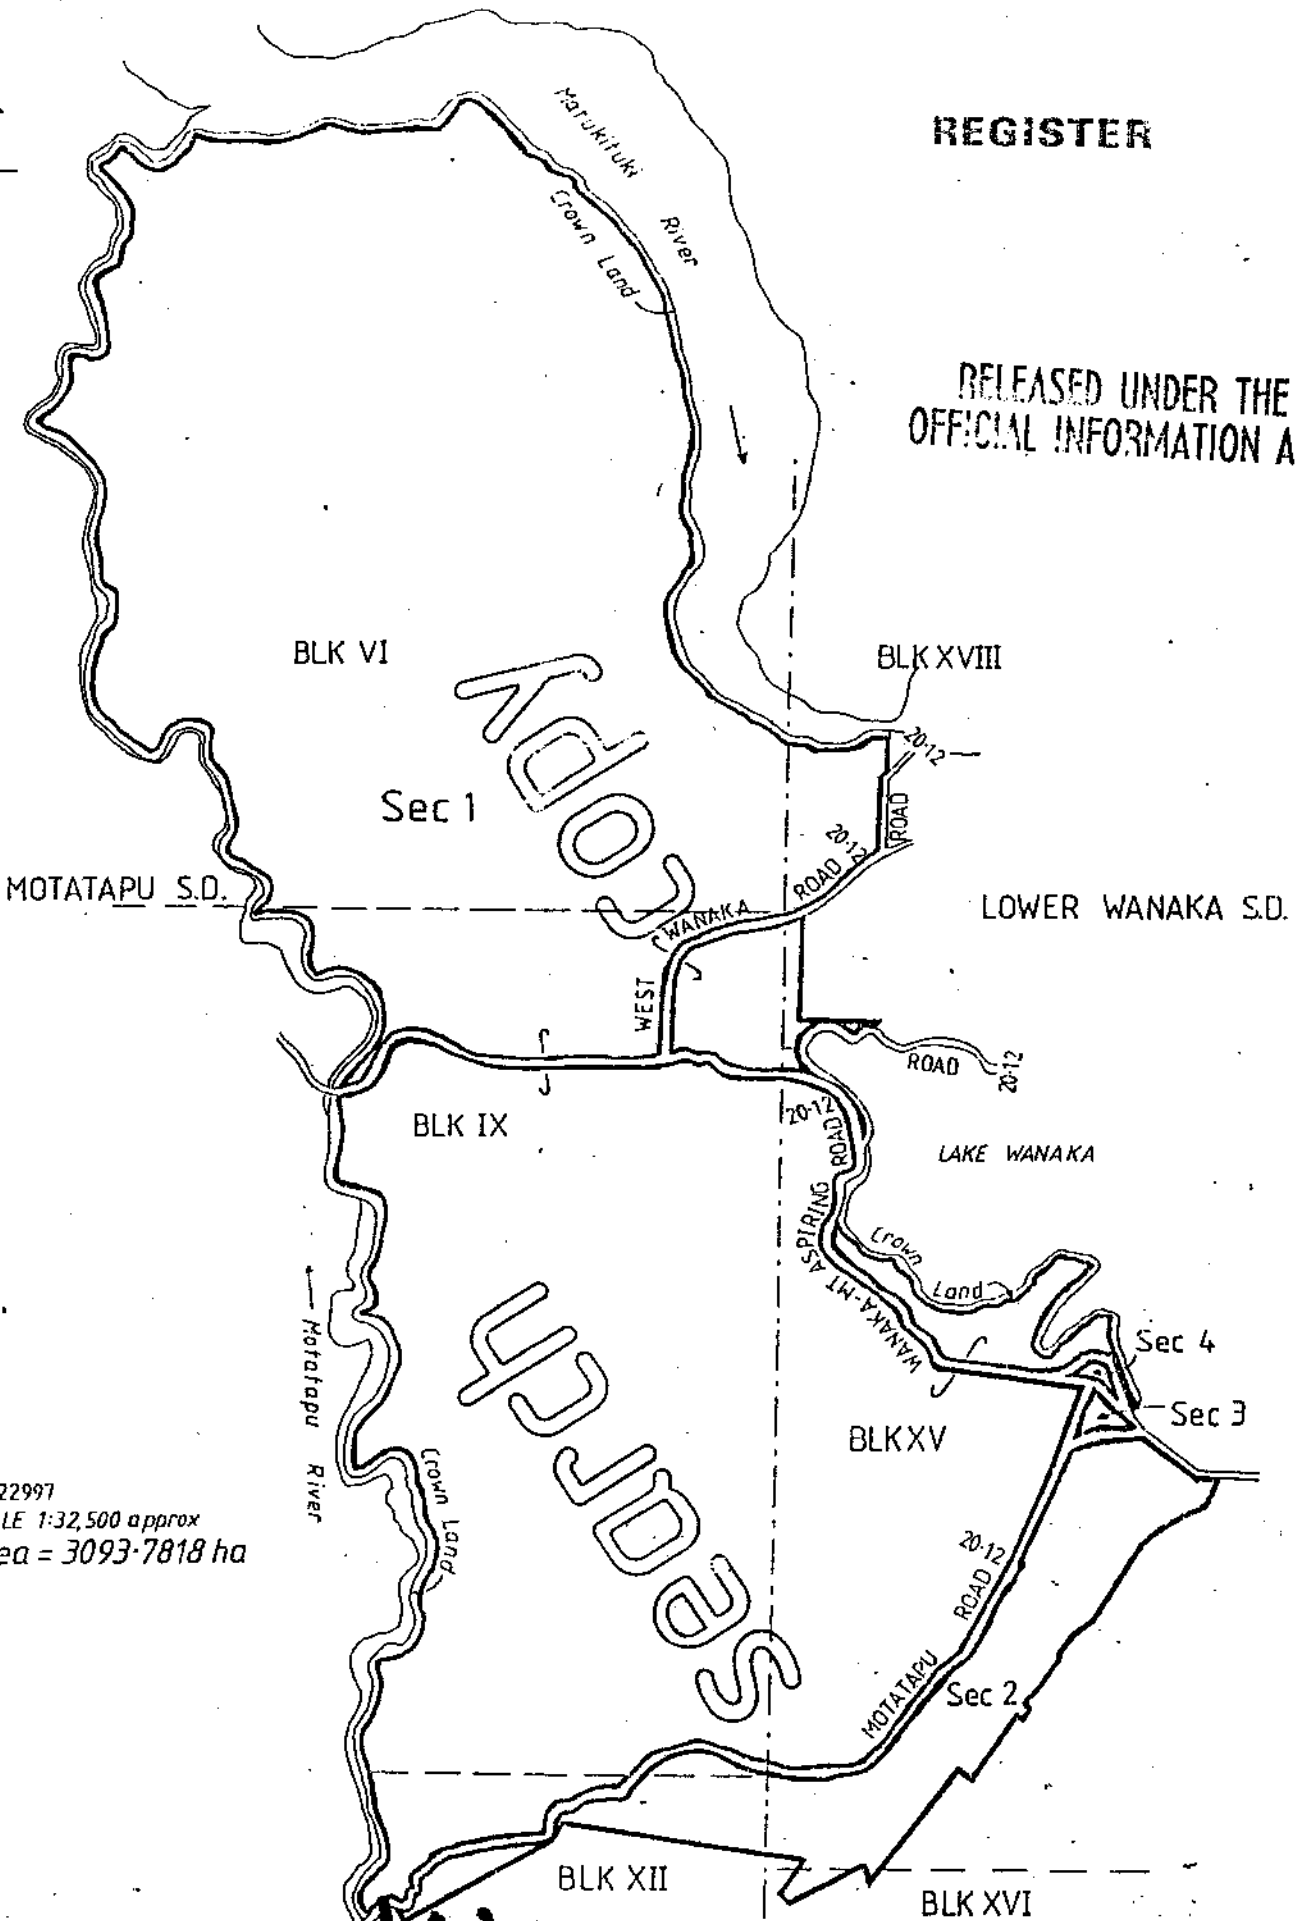 REGISTER
Matukituki
River
Crown Land
RELEASED UNDER THE
OFFICIAL INFORMATION A
BLK VI
BLK XVIII
20·12
Sec 1
ROAD
20·12
ROAD
MOTATAPU S.D.
LOWER WANAKA S.D.
WANAKA
WEST
Search Copy
ROAD
20·12
20·12
BLK IX
LAKE WANAKA
WANAKA-MT ASPIRING ROAD
Crown
Land
Sec 4
Sec 3
Motatapu River
BLK XV
Crown Land
22997
LE 1:32,500 approx
ea = 3093·7818 ha
20·12
MOTATAPU ROAD
Sec 2
BLK XII
BLK XVI